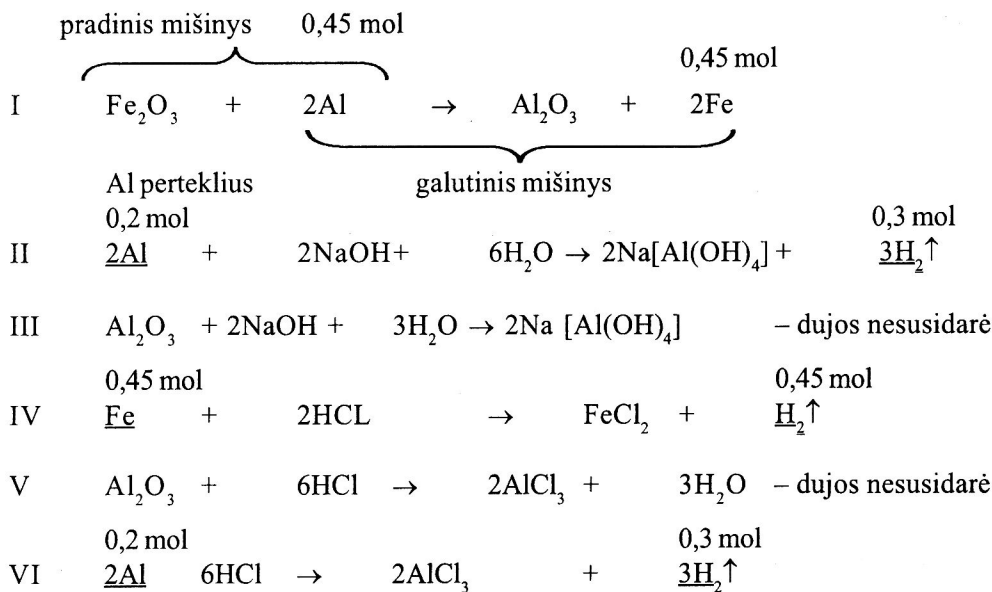 pradinis mišinys 0,45 mol
0,45 mol
I Fe₂O₃ + 2Al → Al₂O₃ + 2Fe
Al perteklius galutinis mišinys
0,2 mol 0,3 mol
II 2Al + 2NaOH+ 6H₂O → 2Na[Al(OH)₄] + 3H₂↑
III Al₂O₃ + 2NaOH + 3H₂O → 2Na [Al(OH)₄] – dujos nesusidarė
0,45 mol 0,45 mol
IV Fe + 2HCL → FeCl₂ + H₂↑
V Al₂O₃ + 6HCl → 2AlCl₃ + 3H₂O – dujos nesusidarė
0,2 mol 0,3 mol
VI 2Al 6HCl → 2AlCl₃ + 3H₂↑